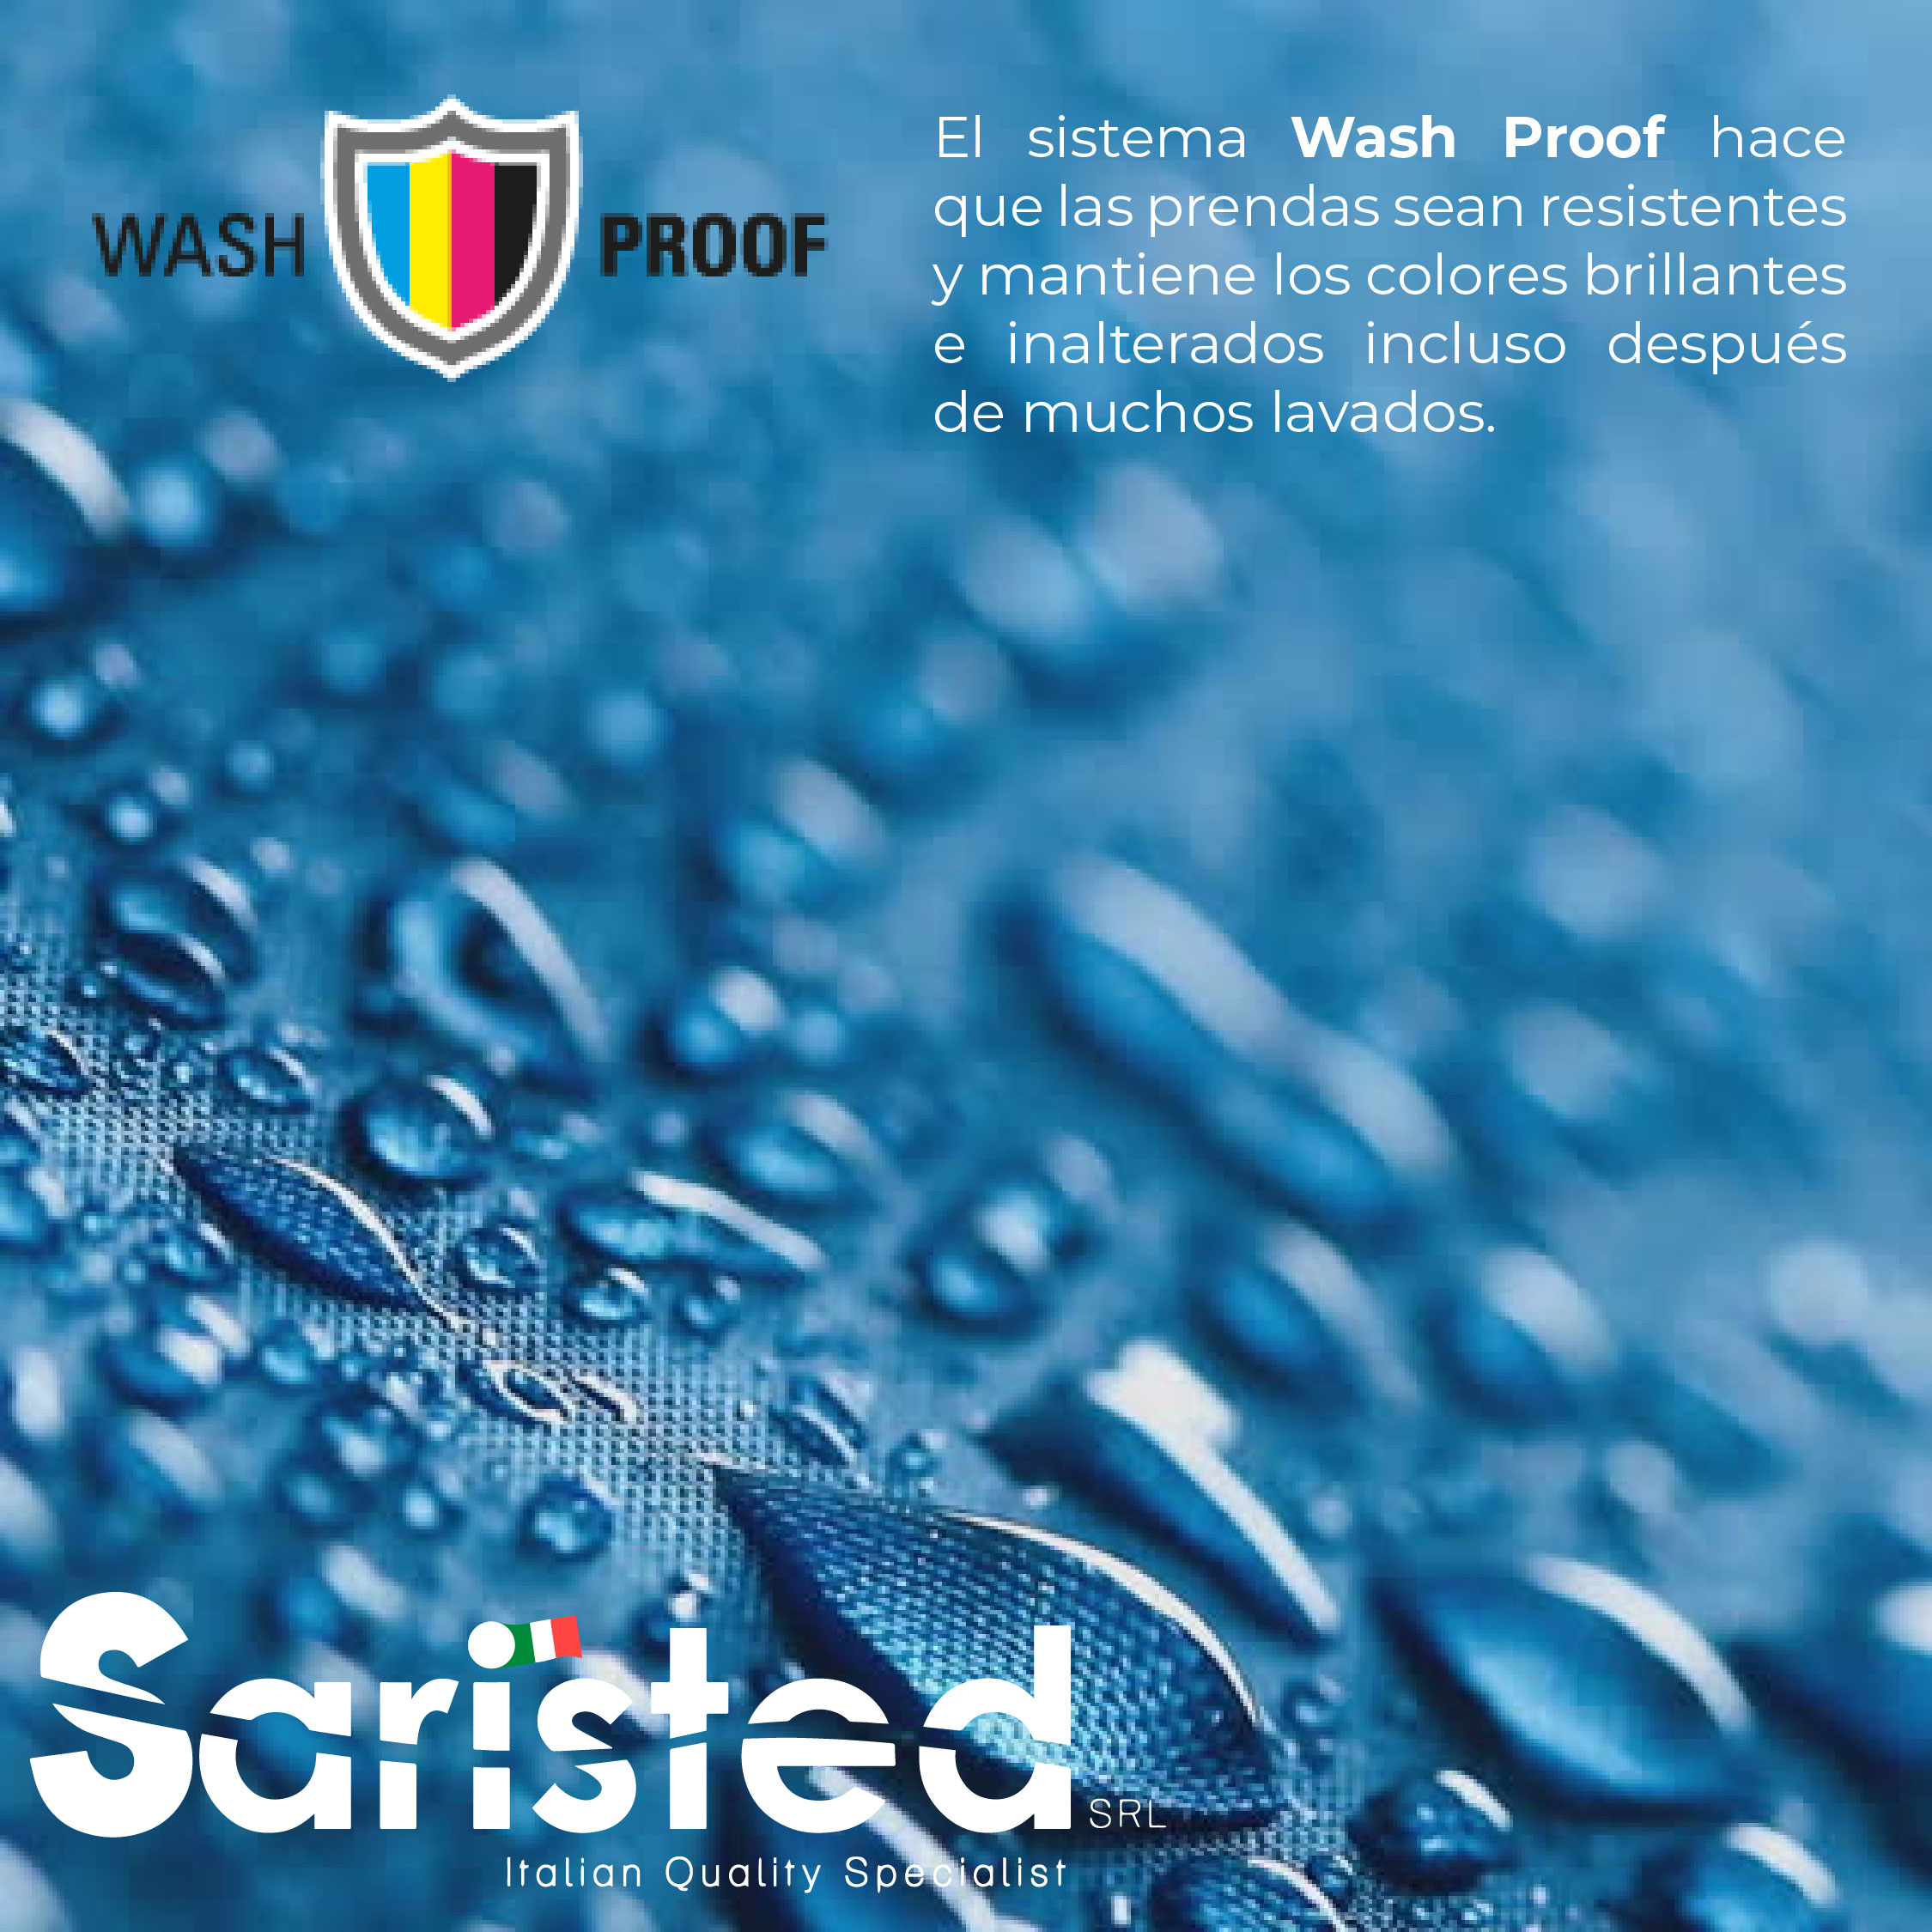 WASH PROOF
El sistema Wash Proof hace
que las prendas sean resistentes
y mantiene los colores brillantes
e inalterados incluso después
de muchos lavados.
Saristed SRL
Italian Quality Specialist